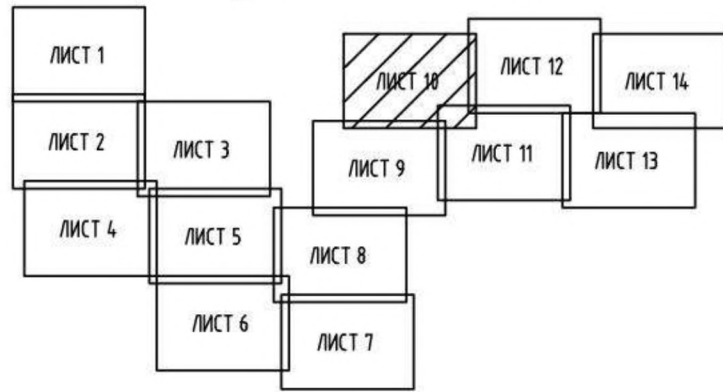 ЛИСТ 1
ЛИСТ 2
ЛИСТ 3
ЛИСТ 4
ЛИСТ 5
ЛИСТ 6
ЛИСТ 7
ЛИСТ 8
ЛИСТ 9
ЛИСТ 10
ЛИСТ 11
ЛИСТ 12
ЛИСТ 13
ЛИСТ 14